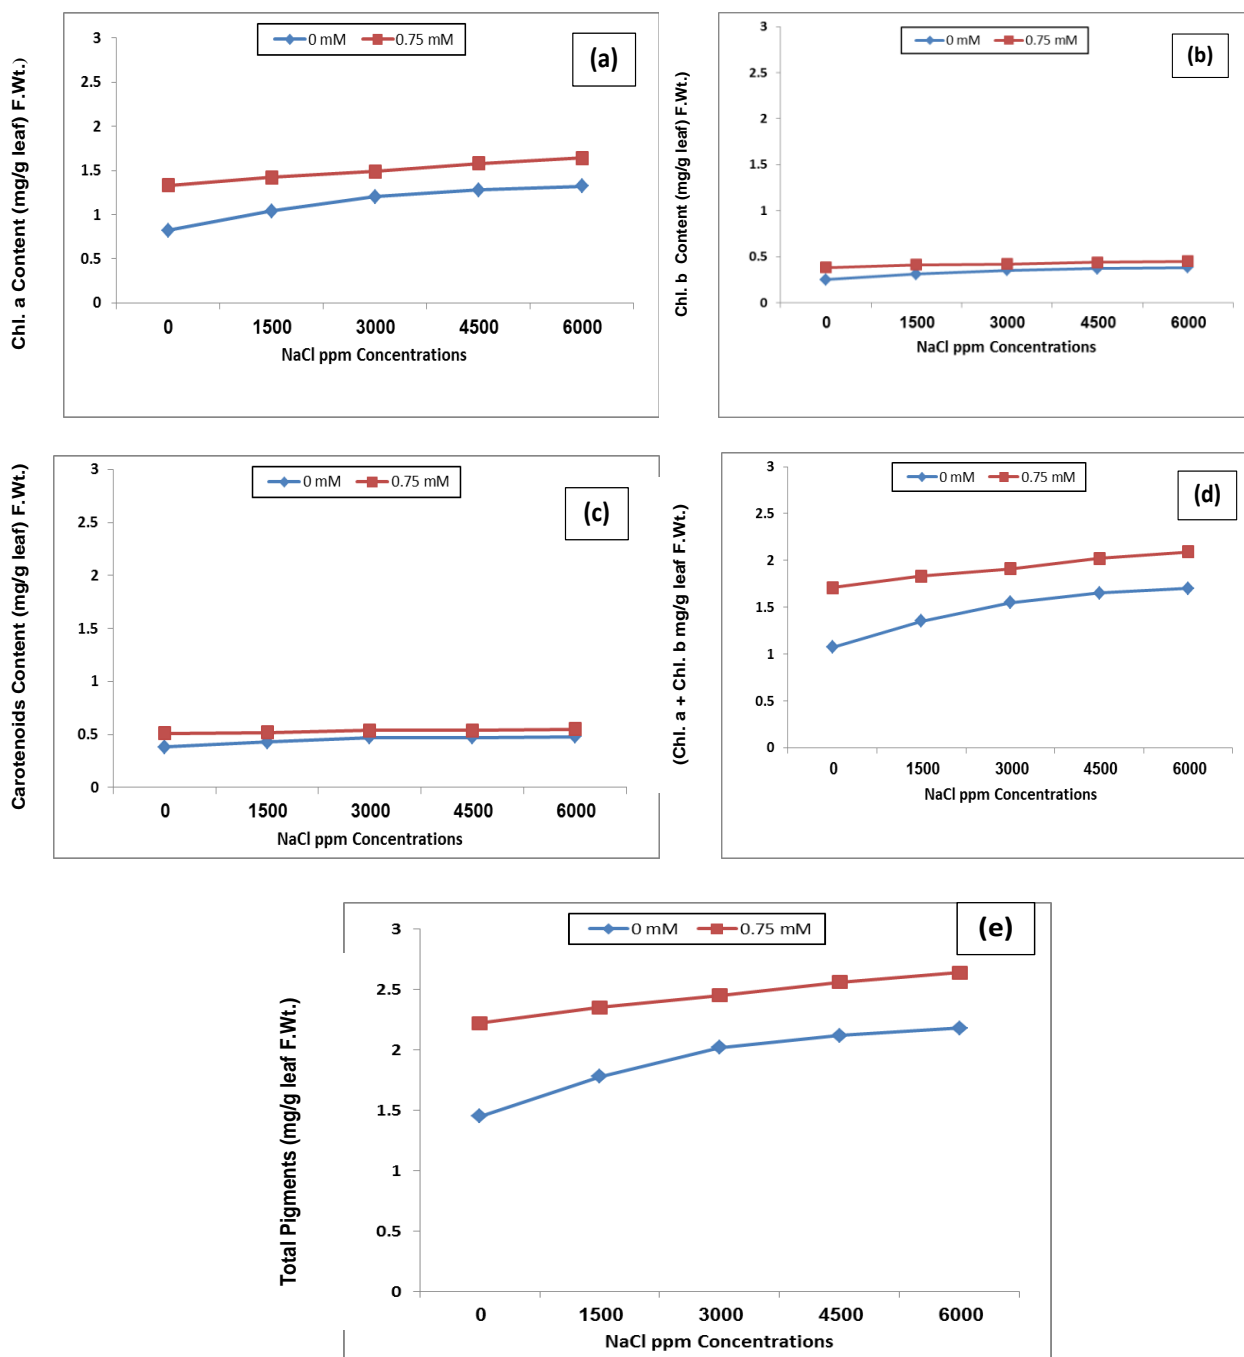 0 mM 0.75 mM
(a)
Chl. a Content (mg/g leaf) F.Wt.)
3
2.5
2
1.5
1
0.5
0
0 1500 3000 4500 6000
NaCl ppm Concentrations
0 mM 0.75 mM
(b)
Chl. b Content (mg/g leaf) F.Wt.)
3
2.5
2
1.5
1
0.5
0
0 1500 3000 4500 6000
NaCl ppm Concentrations
0 mM 0.75 mM
(c)
Carotenoids Content (mg/g leaf) F.Wt.)
3
2.5
2
1.5
1
0.5
0
0 1500 3000 4500 6000
NaCl ppm Concentrations
0 mM 0.75 mM
(d)
(Chl. a + Chl. b mg/g leaf F.Wt.)
3
2.5
2
1.5
1
0.5
0
0 1500 3000 4500 6000
NaCl ppm Concentrations
0 mM 0.75 mM
(e)
Total Pigments (mg/g leaf F.Wt.)
3
2.5
2
1.5
1
0.5
0
0 1500 3000 4500 6000
NaCl ppm Concentrations